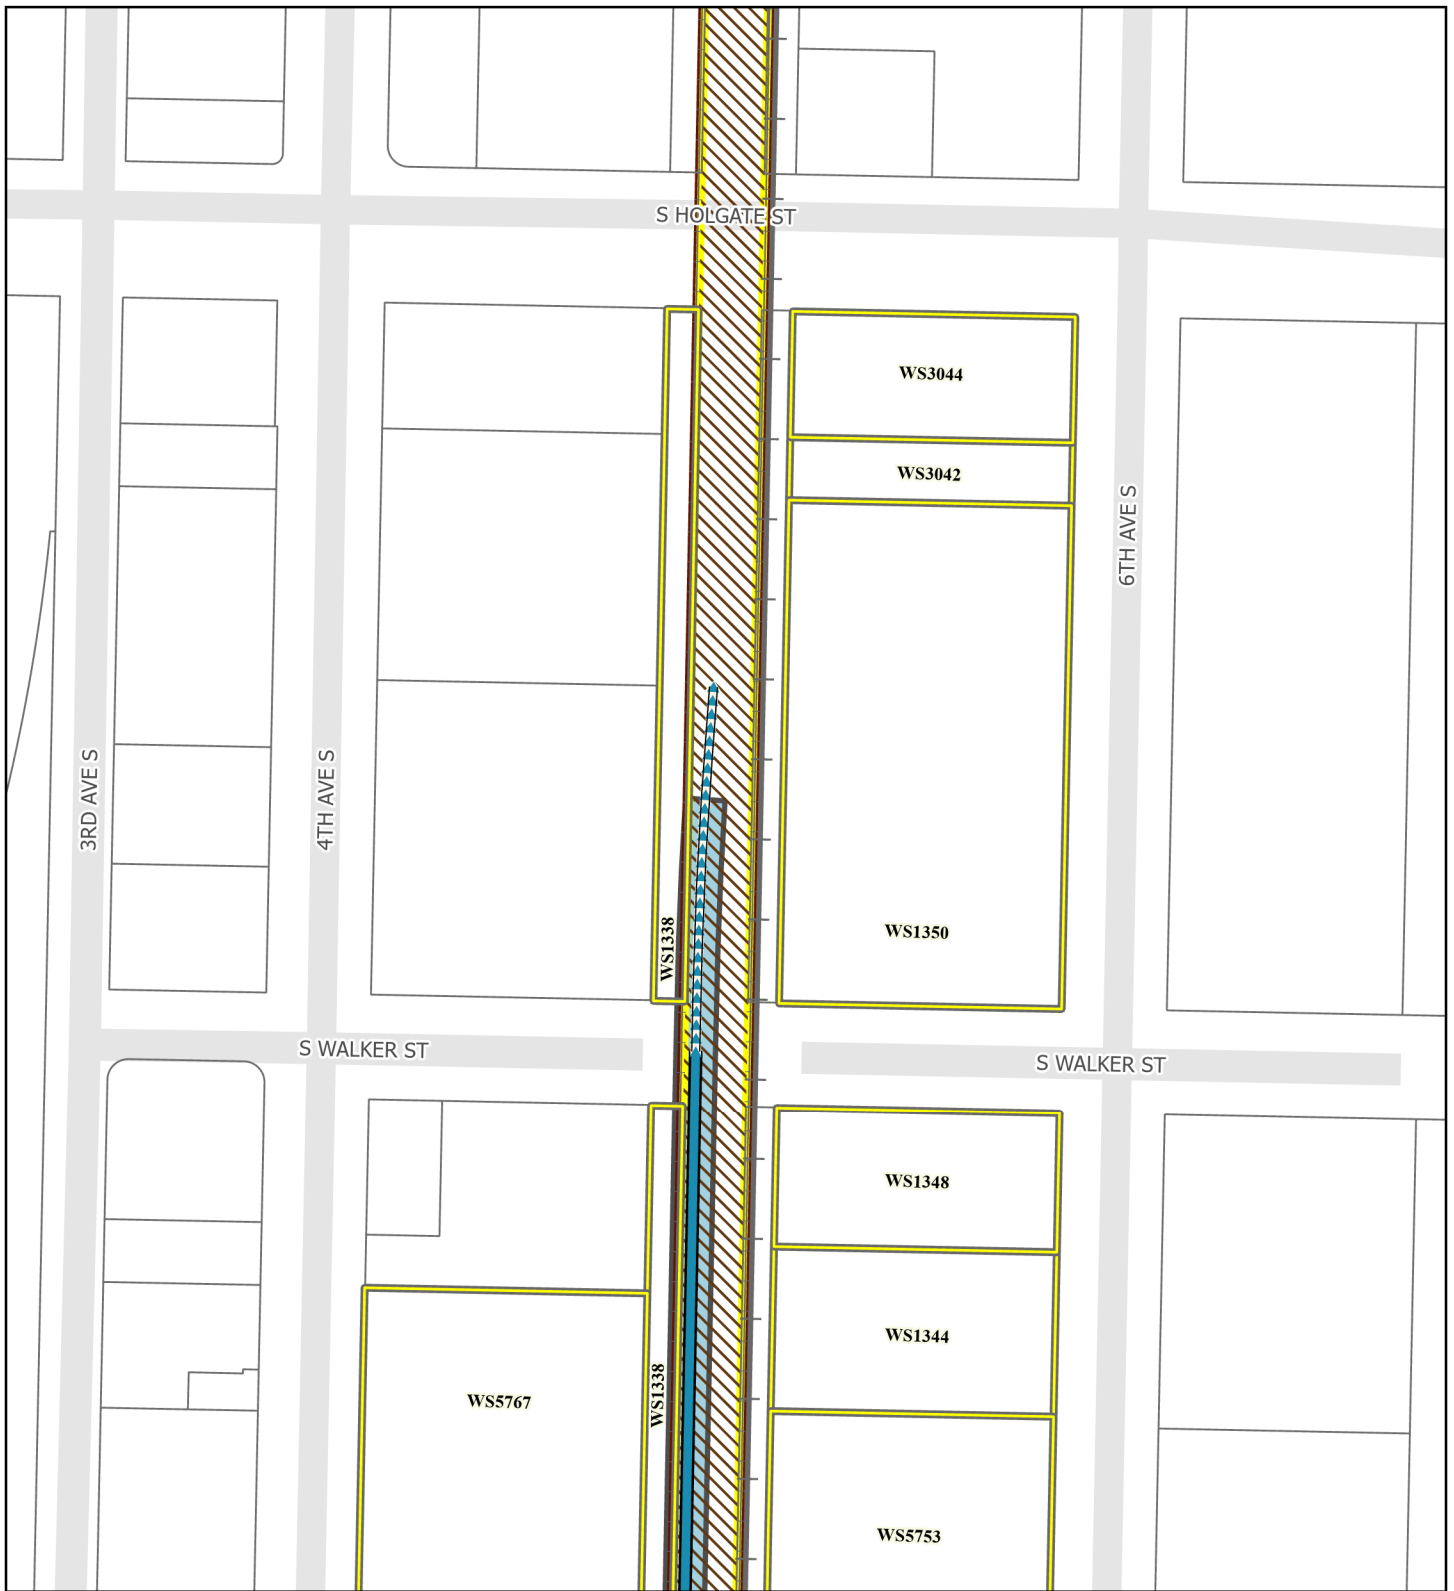 S HOLGATE ST
WS3044
WS3042
6TH AVE S
3RD AVE S
4TH AVE S
WS1338
WS1350
S WALKER ST
S WALKER ST
WS1348
WS1344
WS5767
WS1338
WS5753